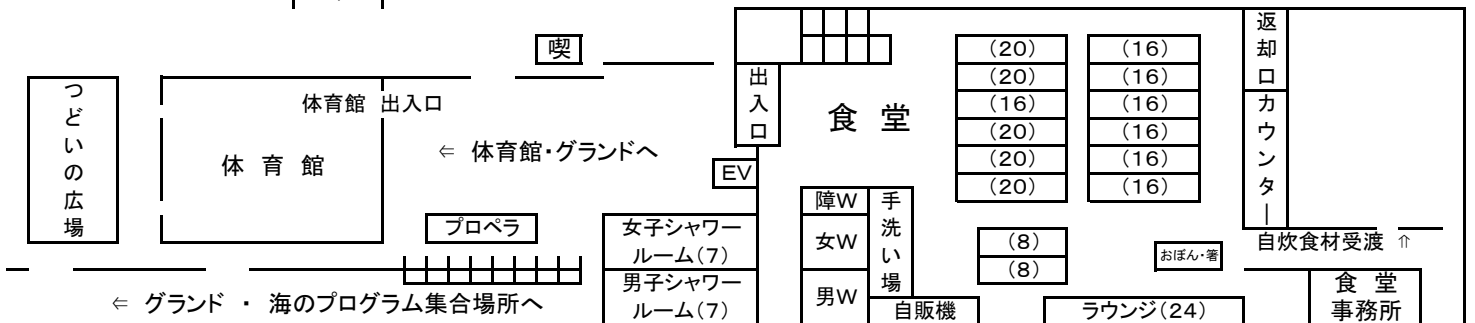 喫
つどいの広場
体育館 出入口
体 育 館
⇐ 体育館・グランドへ
プロペラ
⇐ グランド ・ 海のプログラム集合場所へ
出入口
EV
女子シャワー
ルーム(7)
男子シャワー
ルーム(7)
食 堂
障W
女W
男W
手洗い場
自販機
(20)
(20)
(16)
(20)
(20)
(20)
(16)
(16)
(16)
(16)
(16)
(16)
(8)
(8)
おぼん・箸
ラウンジ(24)
返却口
カウンター
自炊食材受渡 ⇑
食 堂
事務所